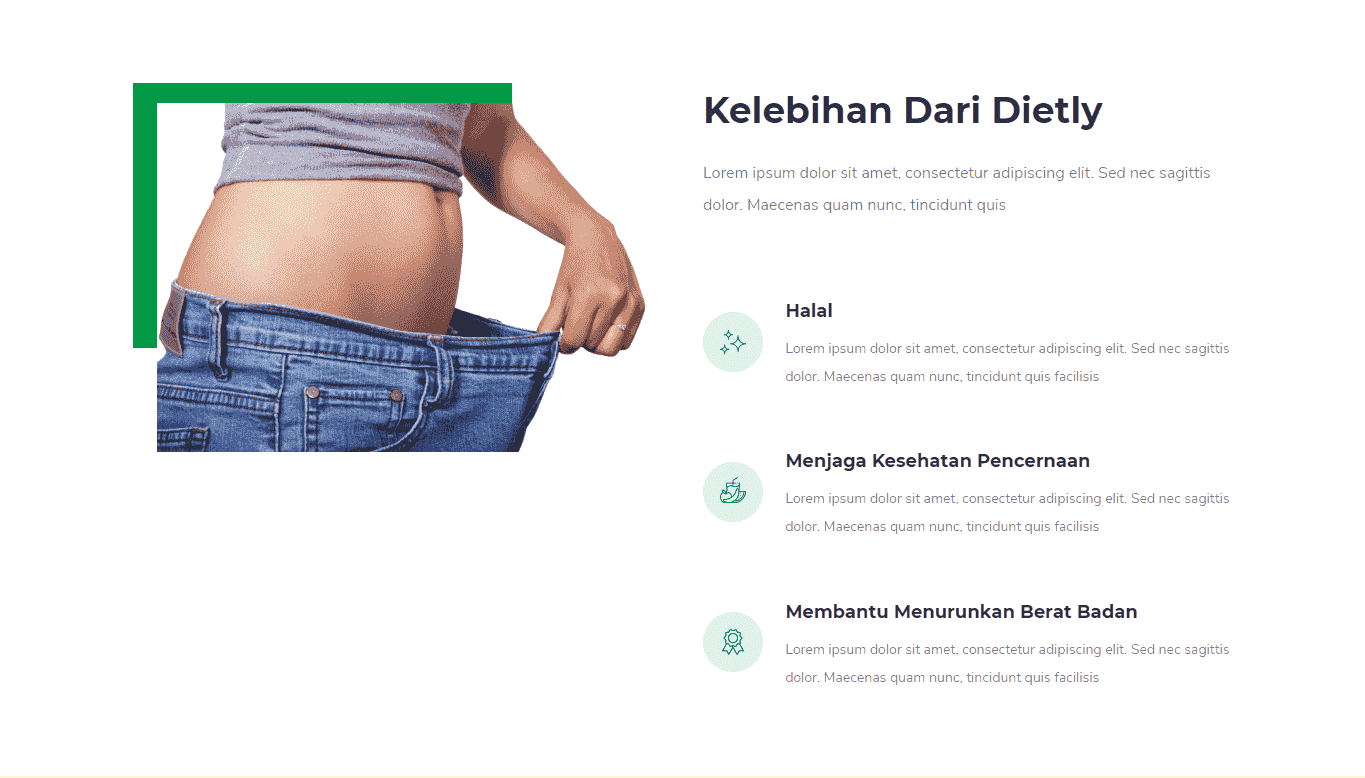 Kelebihan Dari Dietly
Lorem ipsum dolor sit amet, consectetur adipiscing elit. Sed nec sagittis
dolor. Maecenas quam nunc, tincidunt quis
Halal
Lorem ipsum dolor sit amet, consectetur adipiscing elit. Sed nec sagittis
dolor. Maecenas quam nunc, tincidunt quis facilisis
Menjaga Kesehatan Pencernaan
Lorem ipsum dolor sit amet, consectetur adipiscing elit. Sed nec sagittis
dolor. Maecenas quam nunc, tincidunt quis facilisis
Membantu Menurunkan Berat Badan
Lorem ipsum dolor sit amet, consectetur adipiscing elit. Sed nec sagittis
dolor. Maecenas quam nunc, tincidunt quis facilisis